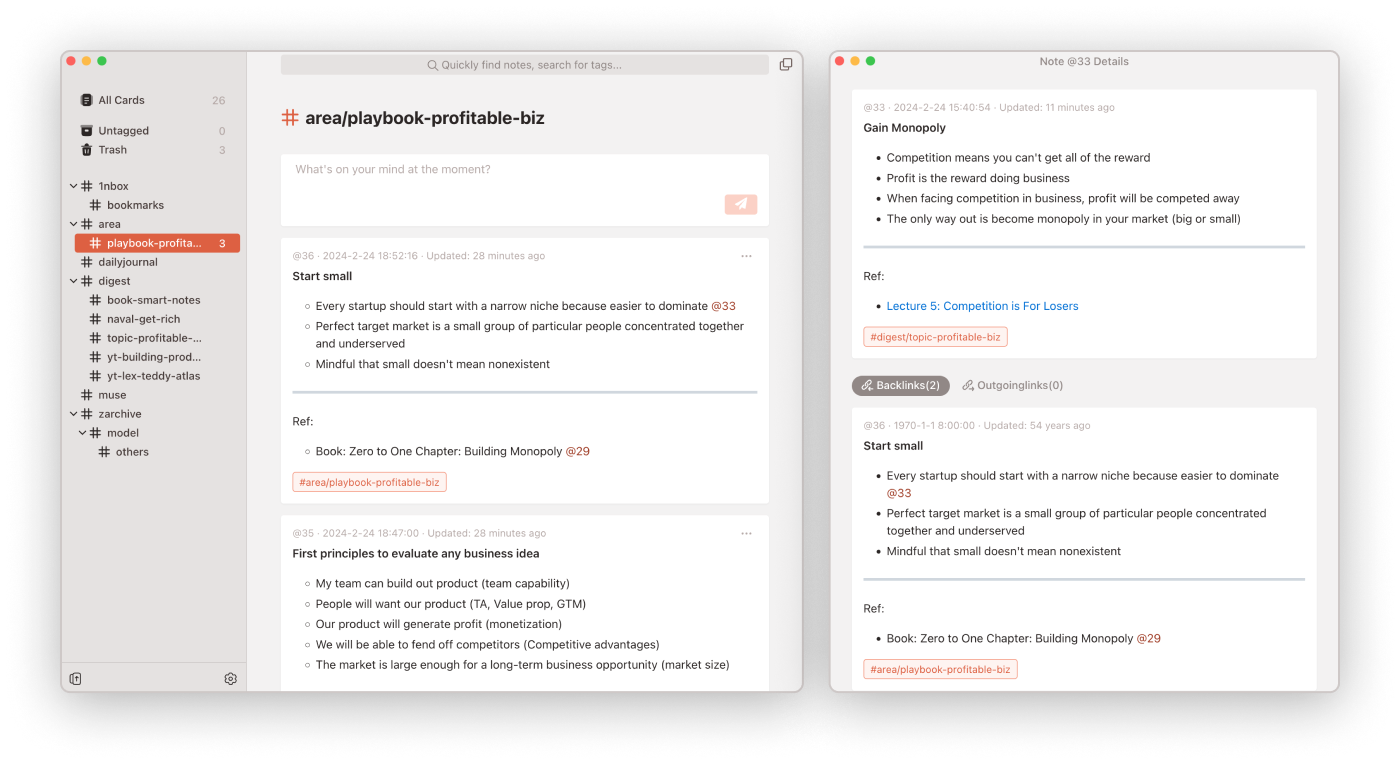 All Cards 26
Untagged 0
Trash 3
1nbox
bookmarks
area
playbook-profita... 3
dailyjournal
digest
book-smart-notes
naval-get-rich
topic-profitable-...
yt-building-prod...
yt-lex-teddy-atlas
muse
zarchive
model
others
Quickly find notes, search for tags...
# area/playbook-profitable-biz
What's on your mind at the moment?
@36 · 2024-2-24 18:52:16 · Updated: 28 minutes ago
Start small
Every startup should start with a narrow niche because easier to dominate @33
Perfect target market is a small group of particular people concentrated together
and underserved
Mindful that small doesn't mean nonexistent
Ref:
Book: Zero to One Chapter: Building Monopoly @29
#area/playbook-profitable-biz
@35 · 2024-2-24 18:47:00 · Updated: 28 minutes ago
First principles to evaluate any business idea
My team can build out product (team capability)
People will want our product (TA, Value prop, GTM)
Our product will generate profit (monetization)
We will be able to fend off competitors (Competitive advantages)
The market is large enough for a long-term business opportunity (market size)
Note @33 Details
@33 · 2024-2-24 15:40:54 · Updated: 11 minutes ago
Gain Monopoly
Competition means you can't get all of the reward
Profit is the reward doing business
When facing competition in business, profit will be competed away
The only way out is become monopoly in your market (big or small)
Ref:
Lecture 5: Competition is For Losers
#digest/topic-profitable-biz
Backlinks(2) Outgoinglinks(0)
@36 · 1970-1-1 8:00:00 · Updated: 54 years ago
Start small
Every startup should start with a narrow niche because easier to dominate
@33
Perfect target market is a small group of particular people concentrated
together and underserved
Mindful that small doesn't mean nonexistent
Ref:
Book: Zero to One Chapter: Building Monopoly @29
#area/playbook-profitable-biz